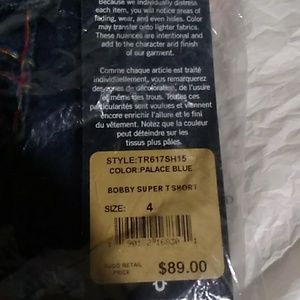 Because we individually distress
each item, you will notice areas of
fading, wear, and even holes. Color
may transfer onto lighter fabrics.
These nuances are intentional and
add to the character and finish
of our garment.
Comme chaque article est traité
individuellement, vous remarquerez
des zones de décoloration, de l'usure
et même des trous. Toutes ces
particularités sont voulues et viennent
encore enrichir l'allure et le
finition du vêtement. Notez que la couleur
peut déteindre sur les
tissus plus pâles.
STYLE:TR617SH15
COLOR:PALACE BLUE
BOBBY SUPER T SHORT
SIZE: 4
RETAIL
PRICE
$89.00